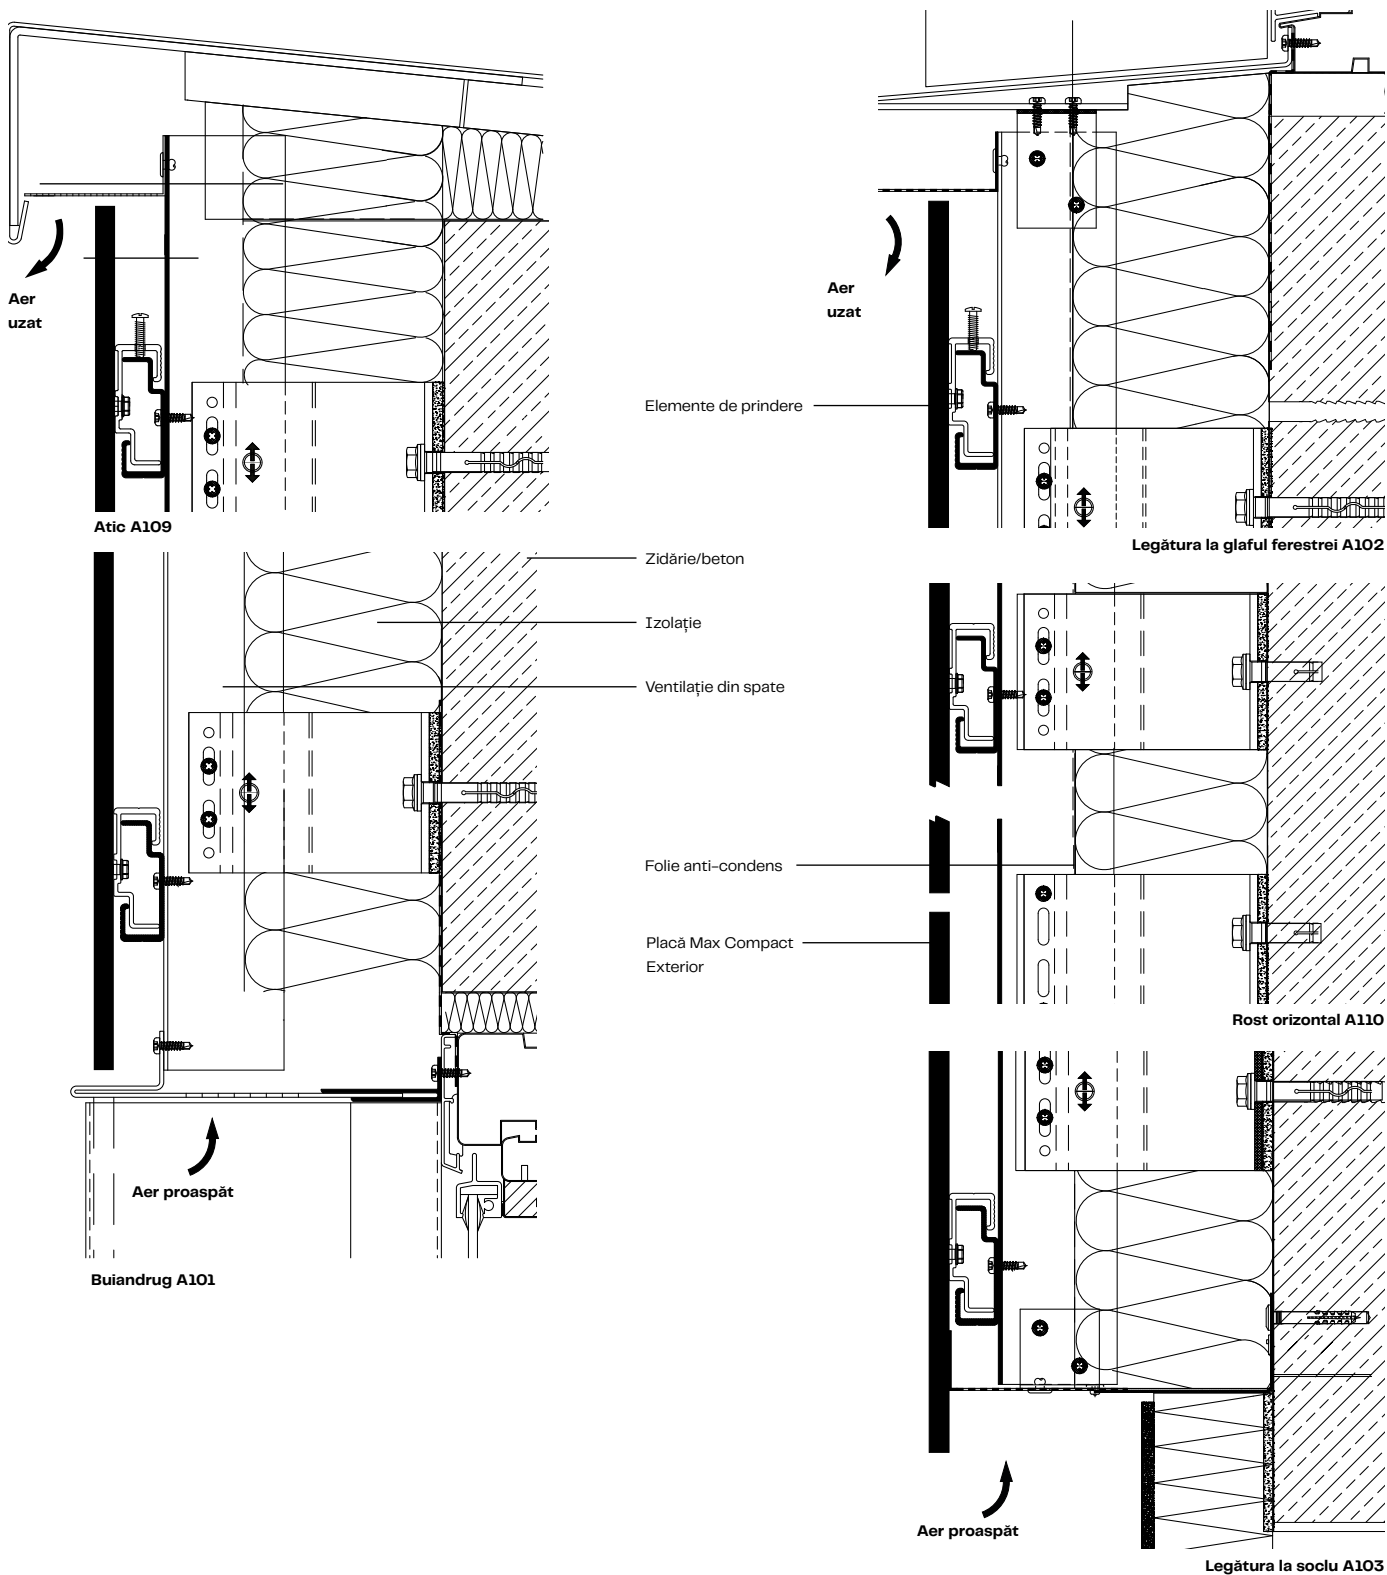 Aer
uzat
Atic A109
Aer
uzat
Elemente de prindere
Legătura la glaful ferestrei A102
Zidărie/beton
Izolație
Ventilație din spate
Folie anti-condens
Placă Max Compact
Exterior
Rost orizontal A110
Aer proaspăt
Buiandrug A101
Aer proaspăt
Legătura la soclu A103